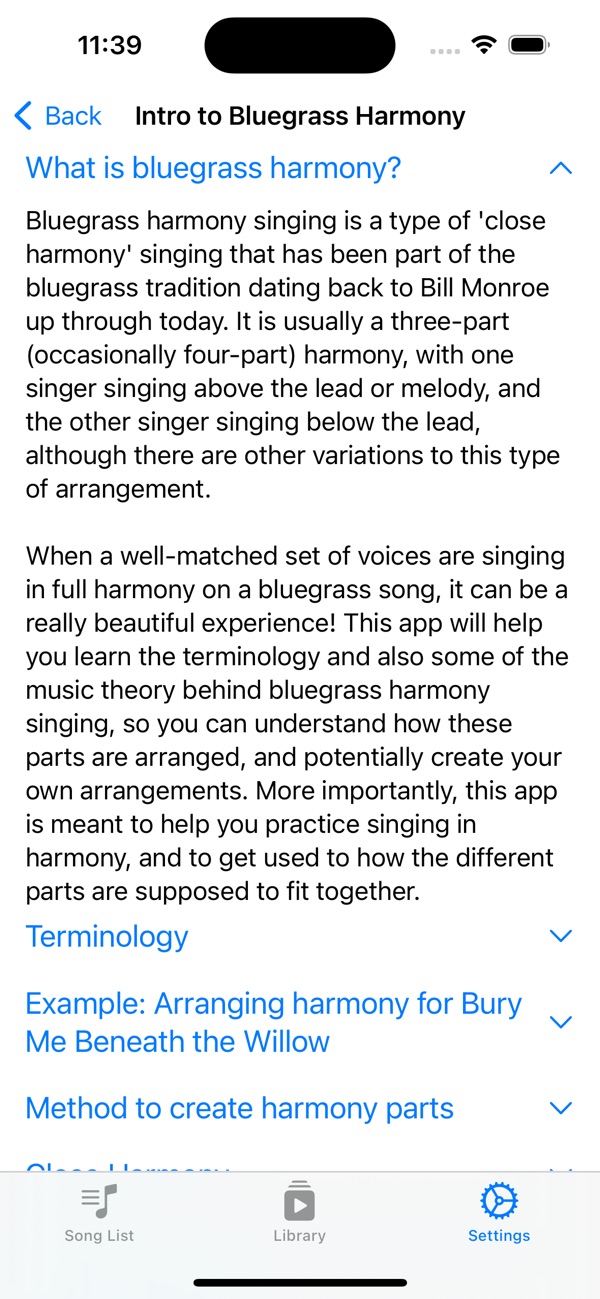 11:39
Back
Intro to Bluegrass Harmony
What is bluegrass harmony?
Bluegrass harmony singing is a type of 'close
harmony' singing that has been part of the
bluegrass tradition dating back to Bill Monroe
up through today. It is usually a three-part
(occasionally four-part) harmony, with one
singer singing above the lead or melody, and
the other singer singing below the lead,
although there are other variations to this type
of arrangement.
When a well-matched set of voices are singing
in full harmony on a bluegrass song, it can be a
really beautiful experience! This app will help
you learn the terminology and also some of the
music theory behind bluegrass harmony
singing, so you can understand how these
parts are arranged, and potentially create your
own arrangements. More importantly, this app
is meant to help you practice singing in
harmony, and to get used to how the different
parts are supposed to fit together.
Terminology
Example: Arranging harmony for Bury
Me Beneath the Willow
Method to create harmony parts
Close Harmony
Song List
Library
Settings